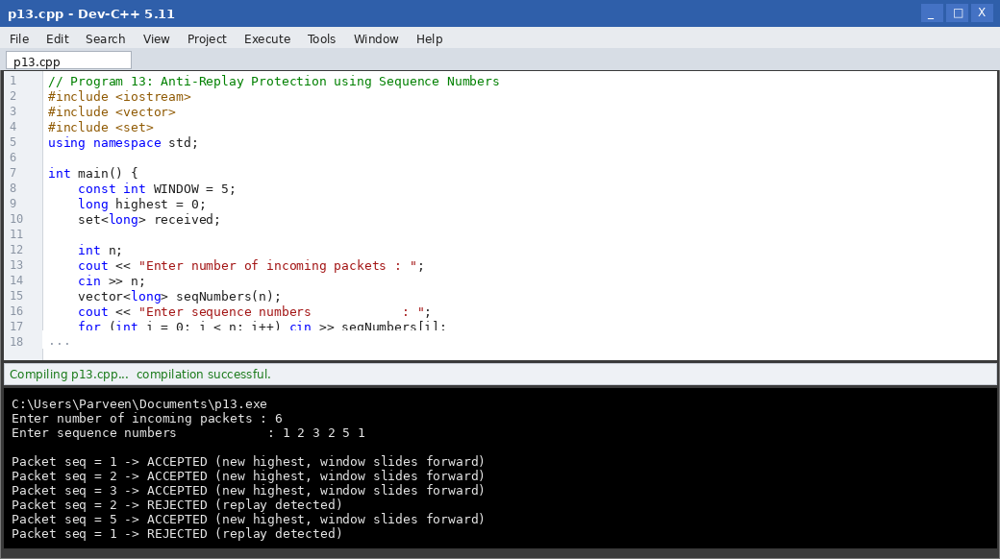 p13.cpp - Dev-C++ 5.11
_ □ X
File Edit Search View Project Execute Tools Window Help
p13.cpp
1 // Program 13: Anti-Replay Protection using Sequence Numbers
2 #include <iostream>
3 #include <vector>
4 #include <set>
5 using namespace std;
6
7 int main() {
8     const int WINDOW = 5;
9     long highest = 0;
10     set<long> received;
11
12     int n;
13     cout << "Enter number of incoming packets : ";
14     cin >> n;
15     vector<long> seqNumbers(n);
16     cout << "Enter sequence numbers            : ";
17     for (int i = 0; i < n; i++) cin >> seqNumbers[i];
18 ...
Compiling p13.cpp...  compilation successful.
C:\Users\Parveen\Documents\p13.exe
Enter number of incoming packets : 6
Enter sequence numbers            : 1 2 3 2 5 1
Packet seq = 1 -> ACCEPTED (new highest, window slides forward)
Packet seq = 2 -> ACCEPTED (new highest, window slides forward)
Packet seq = 3 -> ACCEPTED (new highest, window slides forward)
Packet seq = 2 -> REJECTED (replay detected)
Packet seq = 5 -> ACCEPTED (new highest, window slides forward)
Packet seq = 1 -> REJECTED (replay detected)